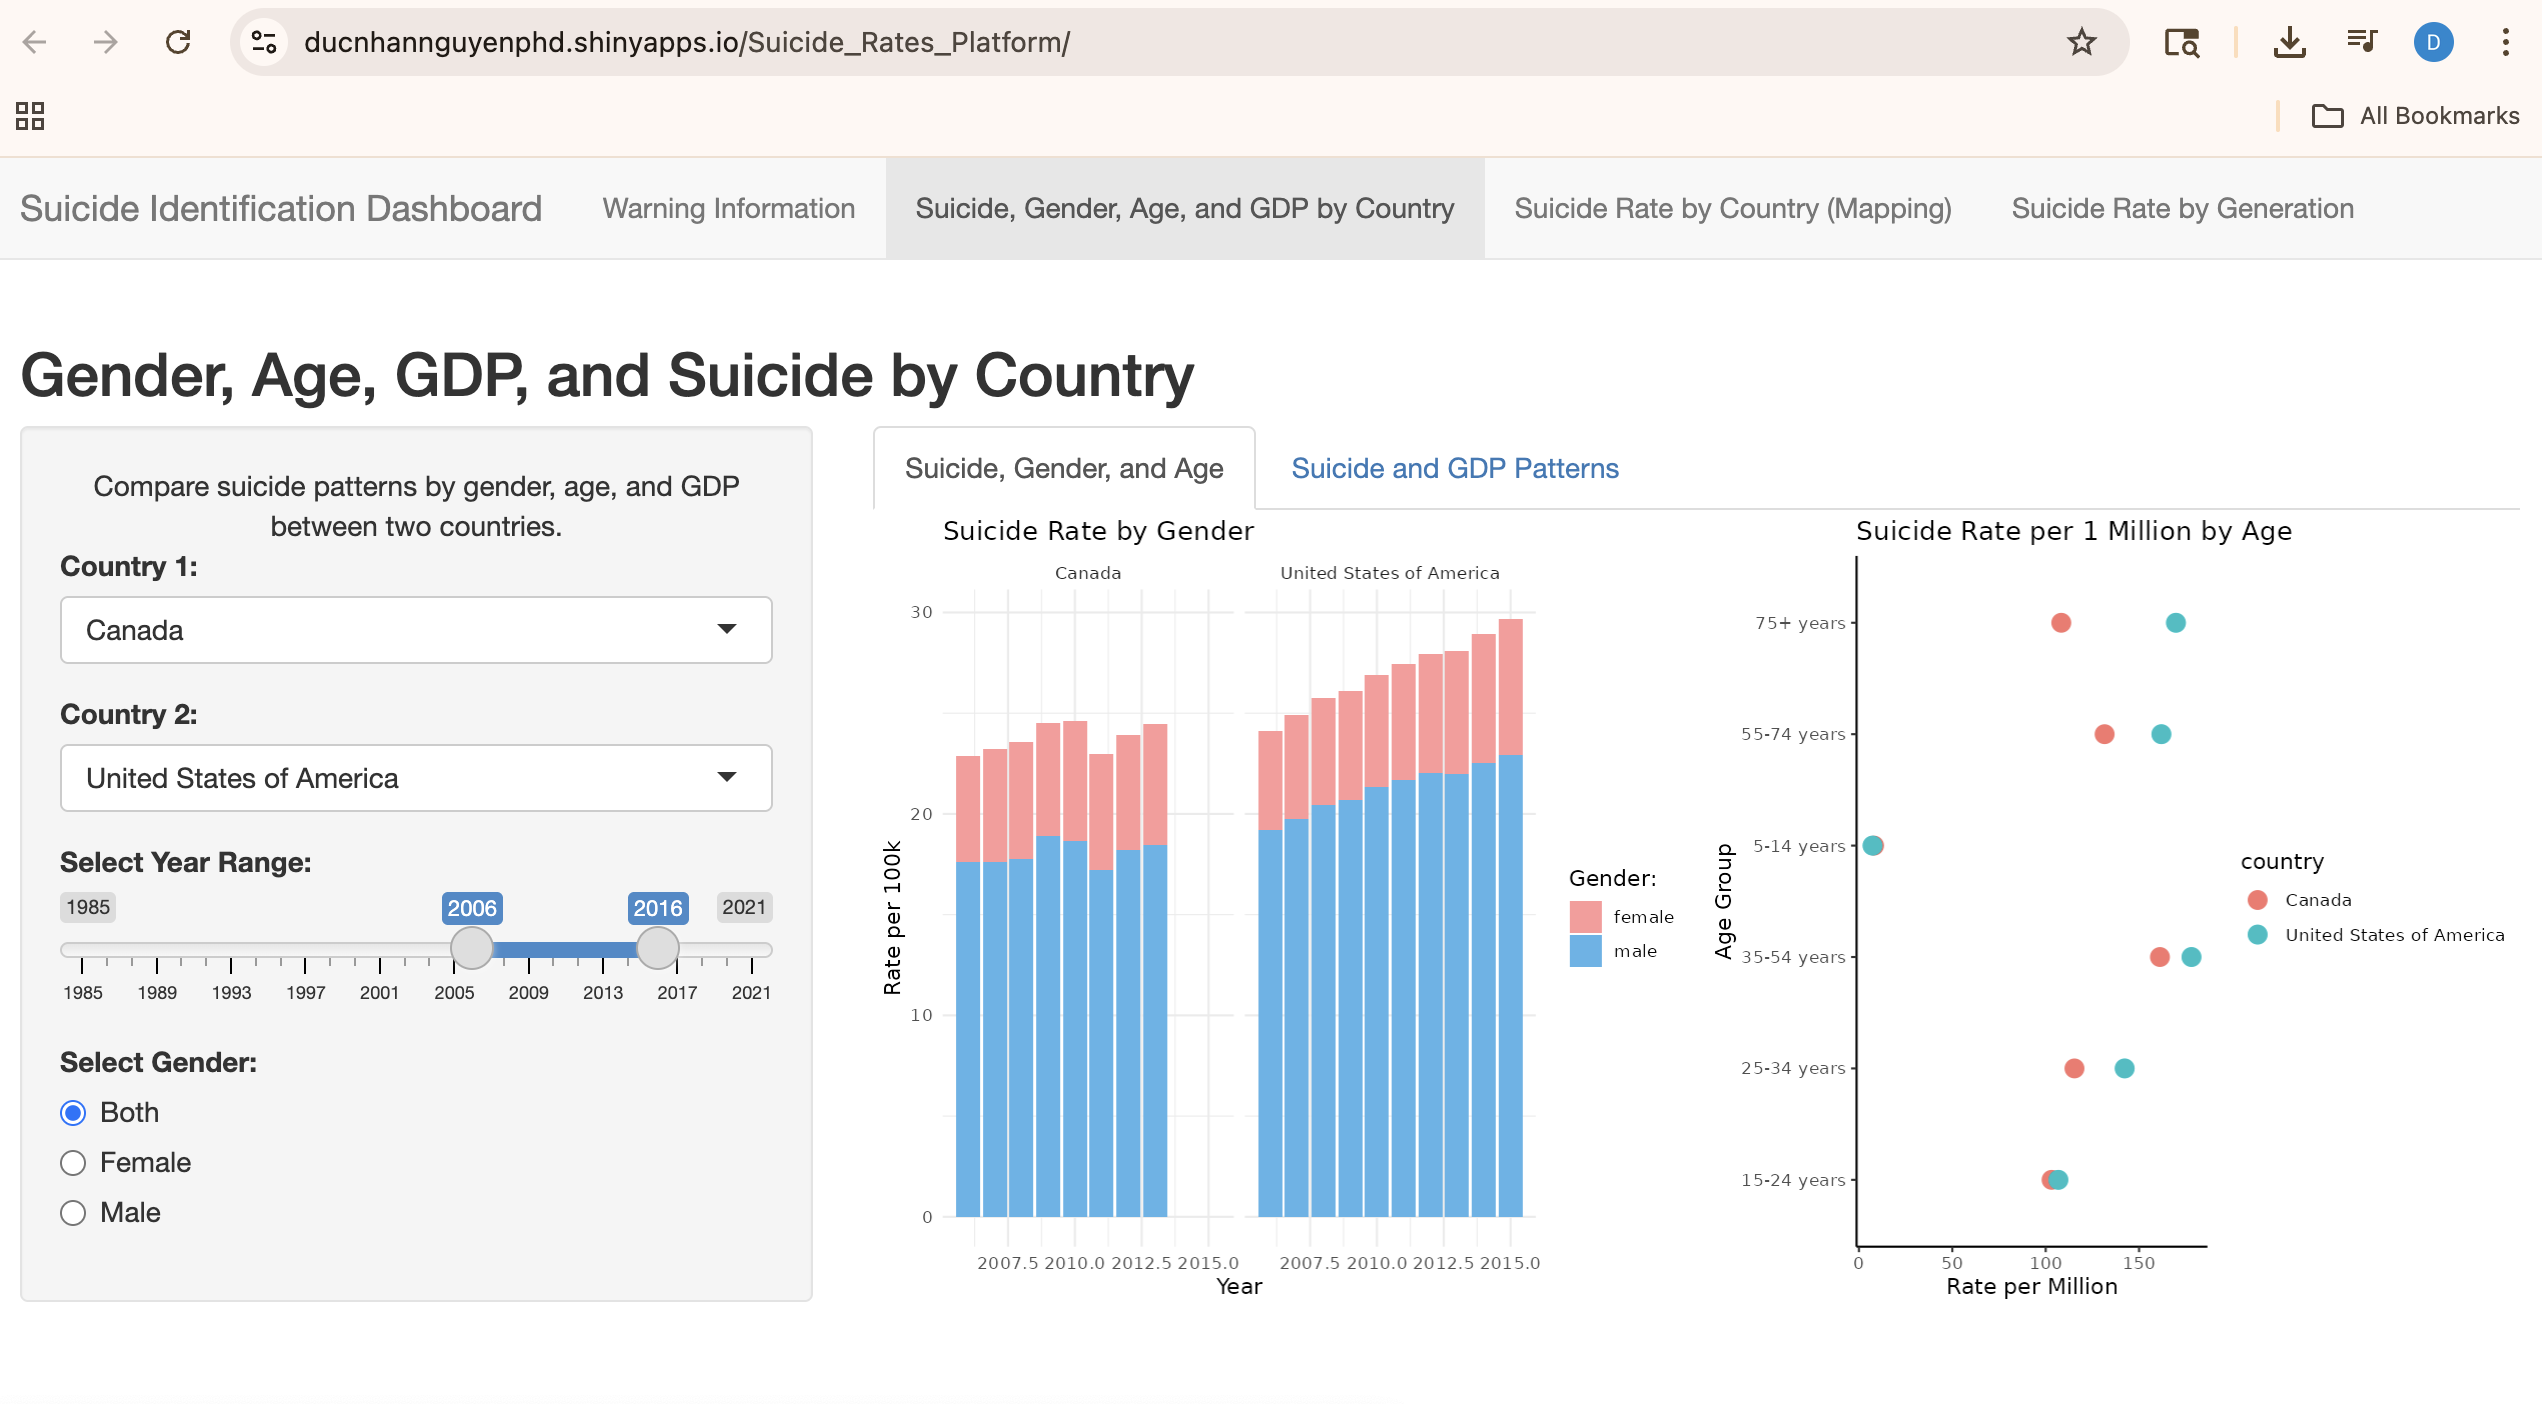 ducnhannguyenphd.shinyapps.io/Suicide_Rates_Platform/
D
All Bookmarks
Suicide Identification Dashboard
Warning Information
Suicide, Gender, Age, and GDP by Country
Suicide Rate by Country (Mapping)
Suicide Rate by Generation
Gender, Age, GDP, and Suicide by Country
Compare suicide patterns by gender, age, and GDP
between two countries.
Country 1:
Canada
Country 2:
United States of America
Select Year Range:
1985 2006 2016 2021
1985 1989 1993 1997 2001 2005 2009 2013 2017 2021
Select Gender:
Both
Female
Male
Suicide, Gender, and Age
Suicide and GDP Patterns
Suicide Rate by Gender
Canada
United States of America
30
20
10
0
Rate per 100k
2007.5 2010.0 2012.5 2015.0
2007.5 2010.0 2012.5 2015.0
Year
Gender:
female
male
Suicide Rate per 1 Million by Age
75+ years
55-74 years
5-14 years
35-54 years
25-34 years
15-24 years
Age Group
0 50 100 150
Rate per Million
country
Canada
United States of America